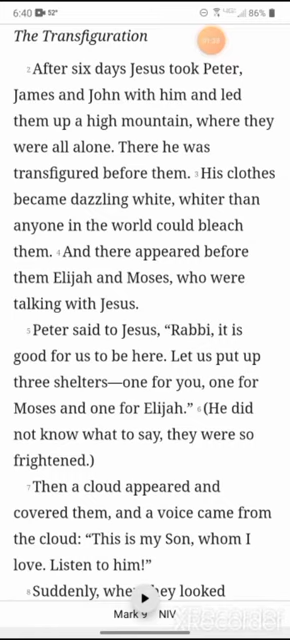 6:40 52°
86%
The Transfiguration
2 After six days Jesus took Peter,
James and John with him and led
them up a high mountain, where they
were all alone. There he was
transfigured before them. 3 His clothes
became dazzling white, whiter than
anyone in the world could bleach
them. 4 And there appeared before
them Elijah and Moses, who were
talking with Jesus.
5 Peter said to Jesus, “Rabbi, it is
good for us to be here. Let us put up
three shelters—one for you, one for
Moses and one for Elijah.” 6 (He did
not know what to say, they were so
frightened.)
7 Then a cloud appeared and
covered them, and a voice came from
the cloud: “This is my Son, whom I
love. Listen to him!”
8 Suddenly, when they looked
Mark 9 NIV
XRecorder